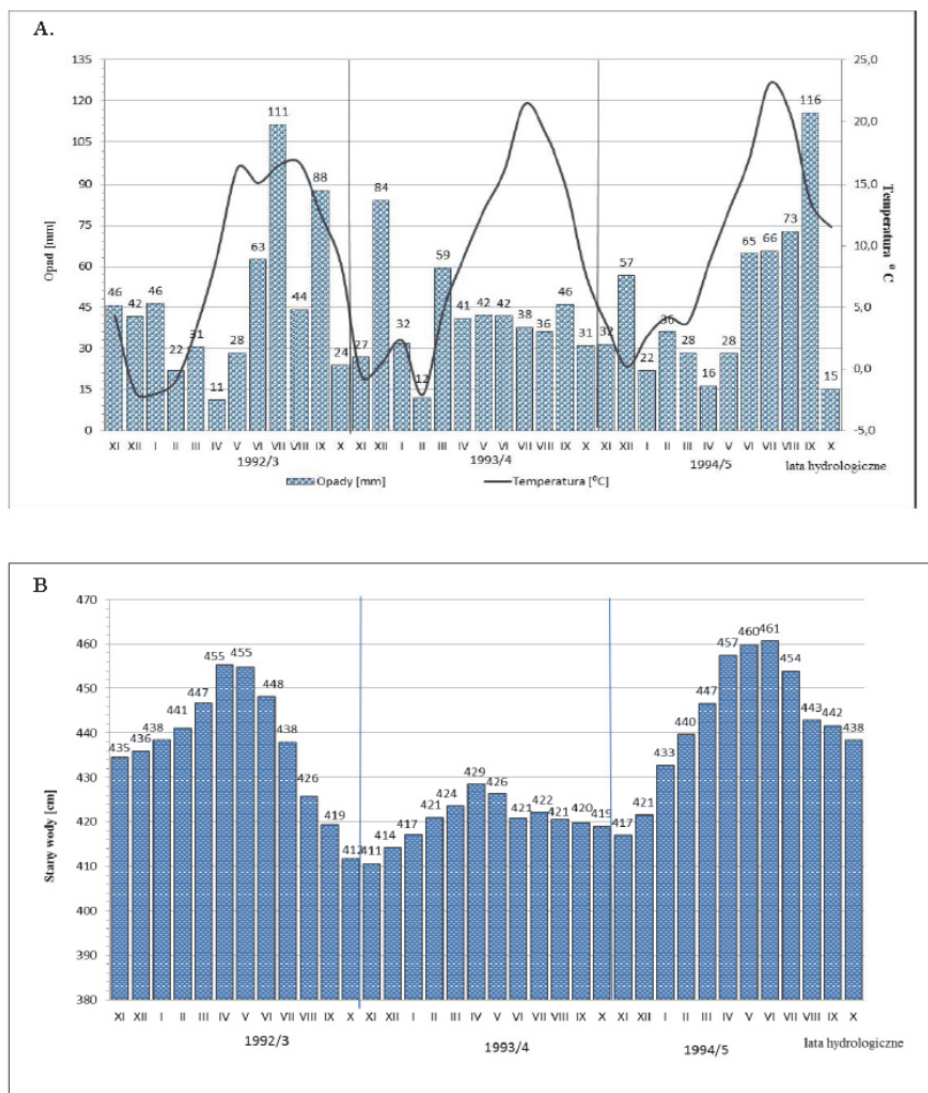 A.
135
120
105
90
75
60
45
30
15
0
Opad [mm]
25,0
20,0
15,0
10,0
5,0
0,0
-5,0
Temperatura ° C
46 42 46 22 31 11 28 63 111 44 88 24 27 84 32 12 59 41 42 42 38 36 46 31 32 57 22 36 28 16 28 65 66 73 116 15
XI XII I II III IV V VI VII VIII IX X XI XII I II III IV V VI VII VIII IX X XI XII I II III IV V VI VII VIII IX X
1992/3 1993/4 1994/5 lata hydrologiczne
Opady [mm] Temperatura [⁰C]
B
470
460
450
440
430
420
410
400
390
380
Stany wody [cm]
435 436 438 441 447 455 455 448 438 426 419 412 411 414 417 421 424 429 426 421 422 421 420 419 417 421 433 440 447 457 460 461 454 443 442 438
XI XII I II III IV V VI VII VIII IX X XI XII I II III IV V VI VII VIII IX X XI XII I II III IV V VI VII VIII IX X
1992/3 1993/4 1994/5 lata hydrologiczne